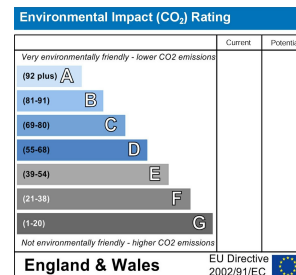 Environmental Impact (CO₂) Rating
Current Potentia
Very environmentally friendly - lower CO2 emissions
(92 plus) A
(81-91) B
(69-80) C
(55-68) D
(39-54) E
(21-38) F
(1-20) G
Not environmentally friendly - higher CO2 emissions
England & Wales
EU Directive
2002/91/EC